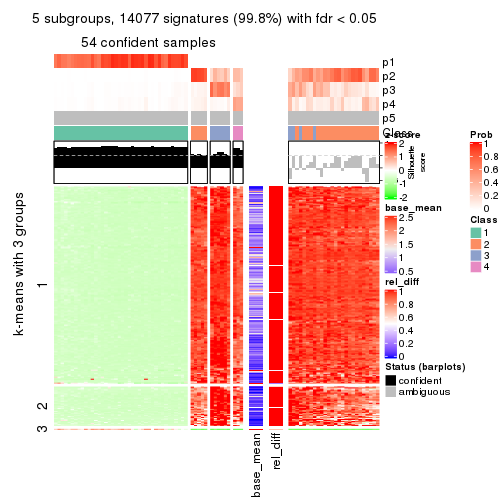 5 subgroups, 14077 signatures (99.8%) with fdr < 0.05
54 confident samples
p1
p2
p3
p4
p5
Class
Silhouette
score
k-means with 3 groups
1
2
3
base_mean
rel_diff
z-score
2
1
0
-1
-2
base_mean
2.5
1.5
0.5
-0.5
rel_diff
1
0.8
0.6
0.4
0.2
0
Status (barplots)
confident
ambiguous
Prob
1
0.8
0.6
0.4
0.2
0
Class
1
2
3
4